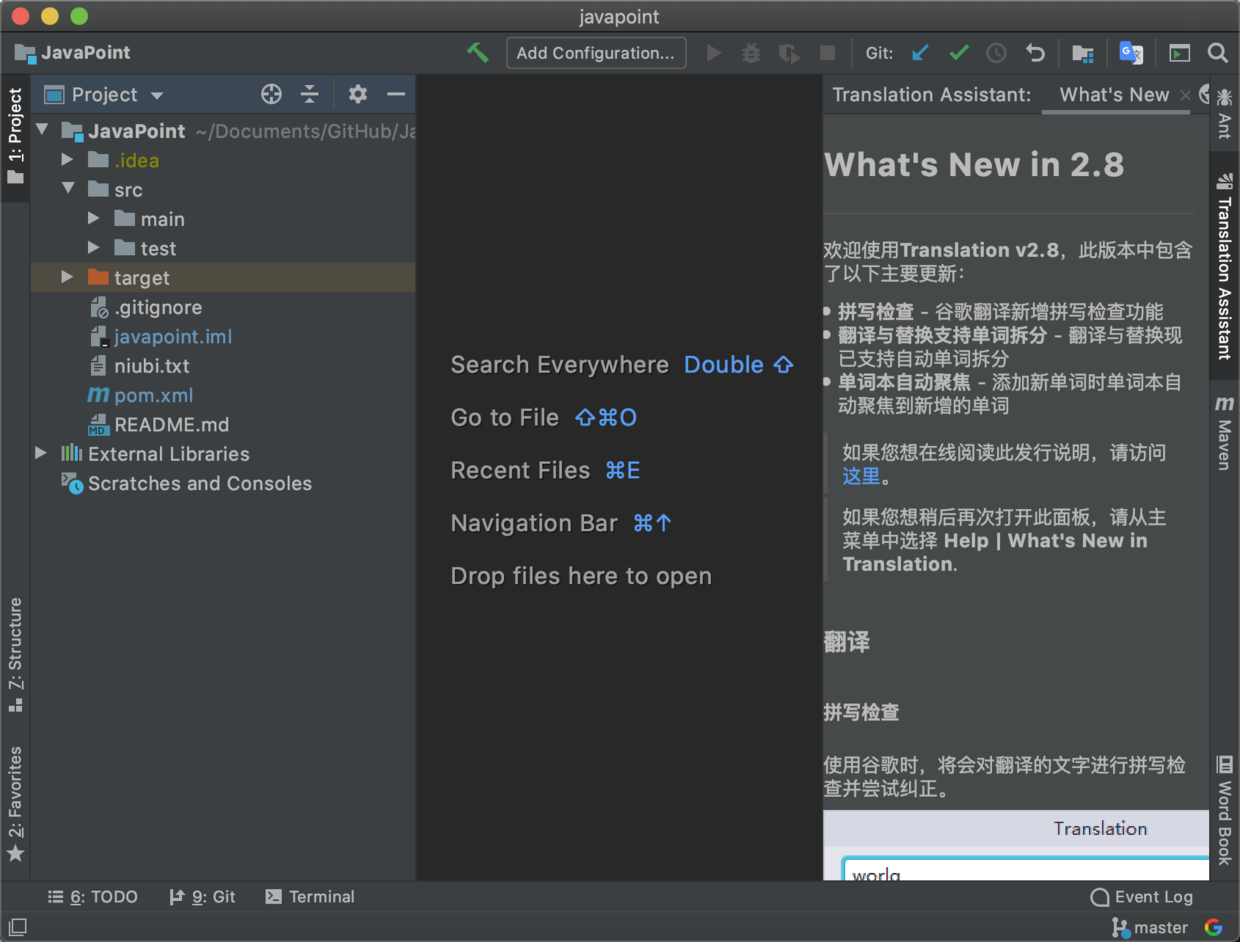 javapoint
JavaPoint
Add Configuration...
Git:
1: Project
Project
JavaPoint ~/Documents/GitHub/Ja
.idea
src
main
test
target
.gitignore
javapoint.iml
niubi.txt
pom.xml
README.md
External Libraries
Scratches and Consoles
7: Structure
2: Favorites
Search Everywhere Double ⇧
Go to File ⇧⌘O
Recent Files ⌘E
Navigation Bar ⌘↑
Drop files here to open
Translation Assistant: What's New
What's New in 2.8
欢迎使用Translation v2.8，此版本中包含
了以下主要更新：
拼写检查 - 谷歌翻译新增拼写检查功能
翻译与替换支持单词拆分 - 翻译与替换现
已支持自动单词拆分
单词本自动聚焦 - 添加新单词时单词本自
动聚焦到新增的单词
如果您想在线阅读此发行说明，请访问
这里。
如果您想稍后再次打开此面板，请从主
菜单中选择 Help | What's New in
Translation.
翻译
拼写检查
使用谷歌时，将会对翻译的文字进行拼写检
查并尝试纠正。
Translation
Ant
Translation Assistant
m
Maven
Word Book
6: TODO
9: Git
Terminal
Event Log
master